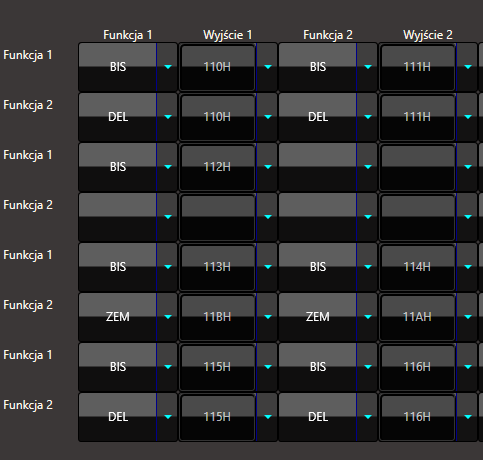 Funkcja 1 Wyjście 1 Funkcja 2 Wyjście 2
Funkcja 1 BIS 110H BIS 111H
Funkcja 2 DEL 110H DEL 111H
Funkcja 1 BIS 112H
Funkcja 2
Funkcja 1 BIS 113H BIS 114H
Funkcja 2 ZEM 11BH ZEM 11AH
Funkcja 1 BIS 115H BIS 116H
Funkcja 2 DEL 115H DEL 116H